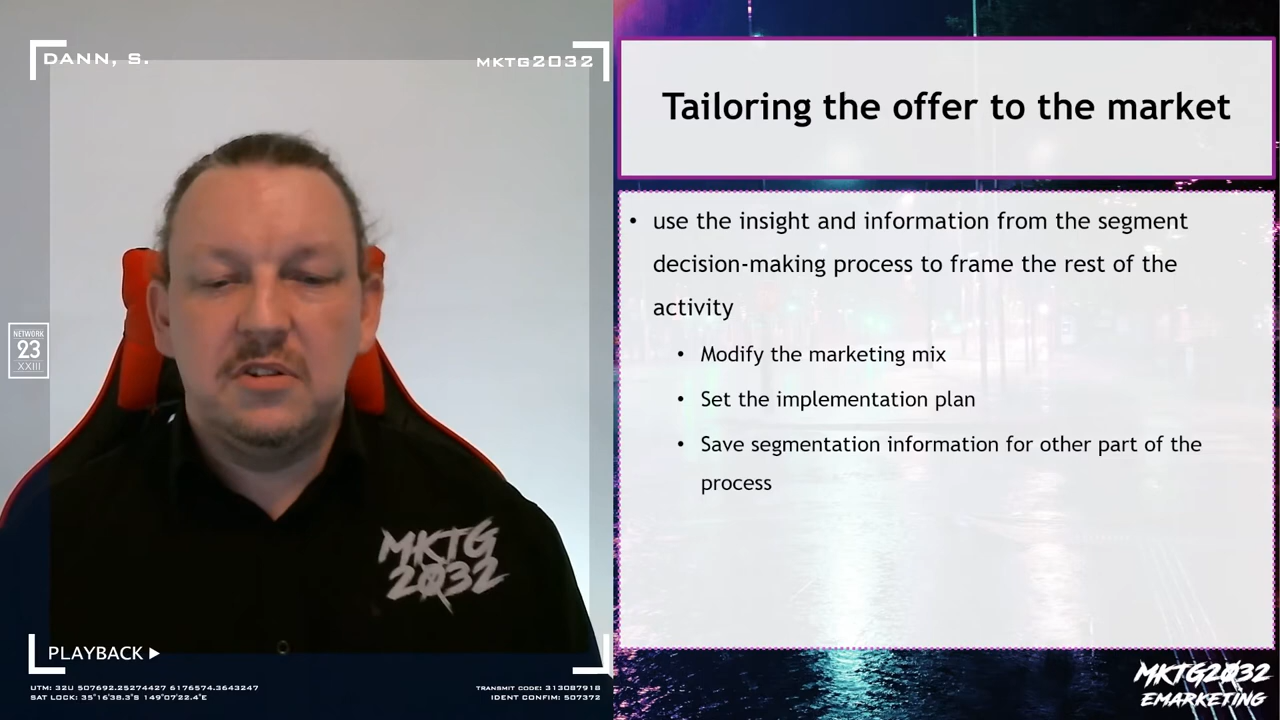 DANN, S.
MKTG2032
NETWORK
23
XXIII
MKTG
2032
PLAYBACK
UTM: 32U 507692.25274427 6176574.3643247
SAT LOCK: 35°16'38.3"S 149°07'22.4"E
TRANSMIT CODE: 313087918
IDENT CONFIM: 507372
Tailoring the offer to the market
• use the insight and information from the segment
decision-making process to frame the rest of the
activity
• Modify the marketing mix
• Set the implementation plan
• Save segmentation information for other part of the
process
MKTG2032
EMARKETING